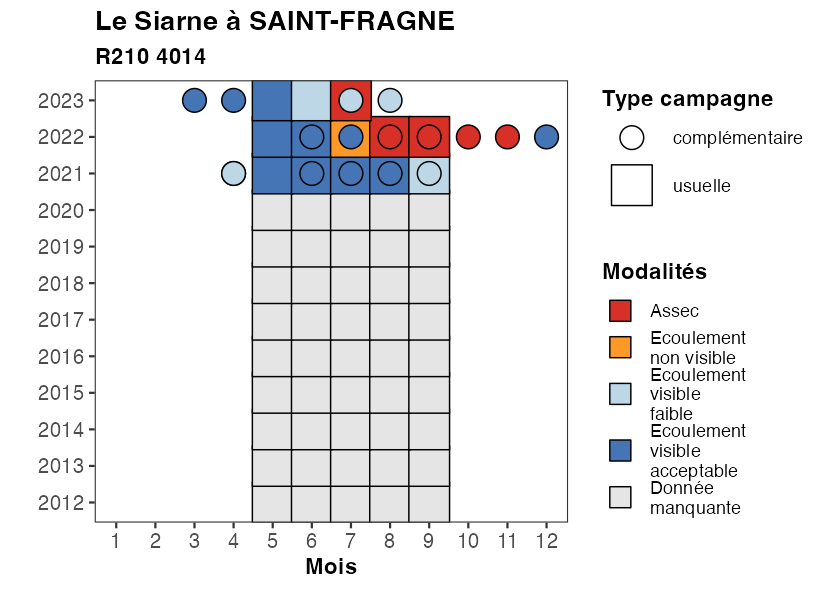 Le Siarne à SAINT-FRAGNE
R210 4014
2023
2022
2021
2020
2019
2018
2017
2016
2015
2014
2013
2012
1 2 3 4 5 6 7 8 9 10 11 12
Mois
Type campagne
complémentaire
usuelle
Modalités
Assec
Ecoulement
non visible
Ecoulement
visible
faible
Ecoulement
visible
acceptable
Donnée
manquante